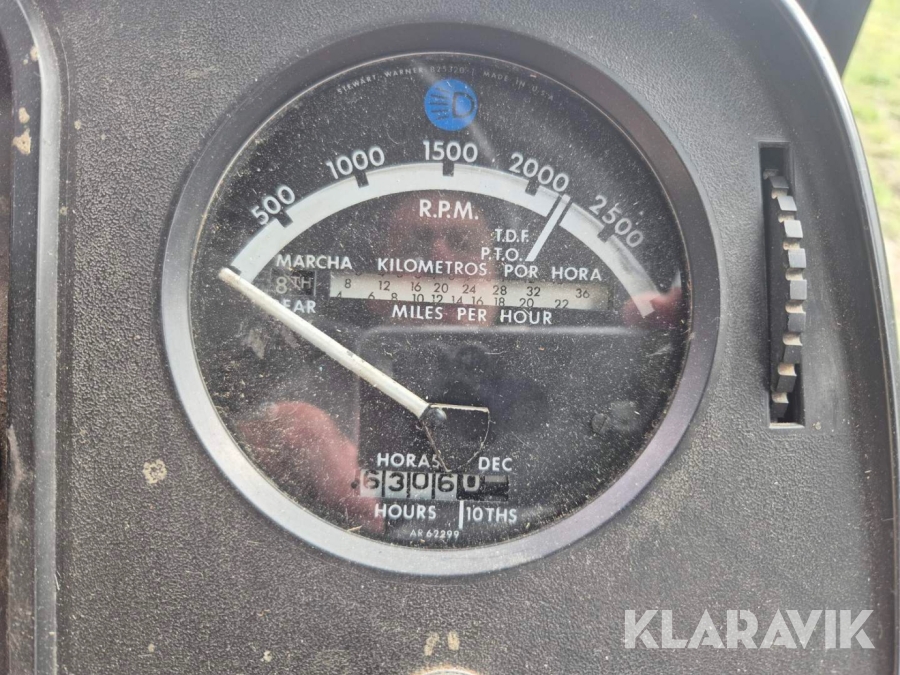 STEWART WARNER 825720 MADE IN U.S.A.
500 1000 1500 2000 2500
R.P.M.
T.D.F.
P.T.O.
MARCHA KILOMETROS POR HORA
8TH 8 12 16 20 24 28 32 36
4 6 8 10 12 14 16 18 20 22
GEAR MILES PER HOUR
HORAS DEC
63060
HOURS 10THS
AR 62299
KLARAVIK